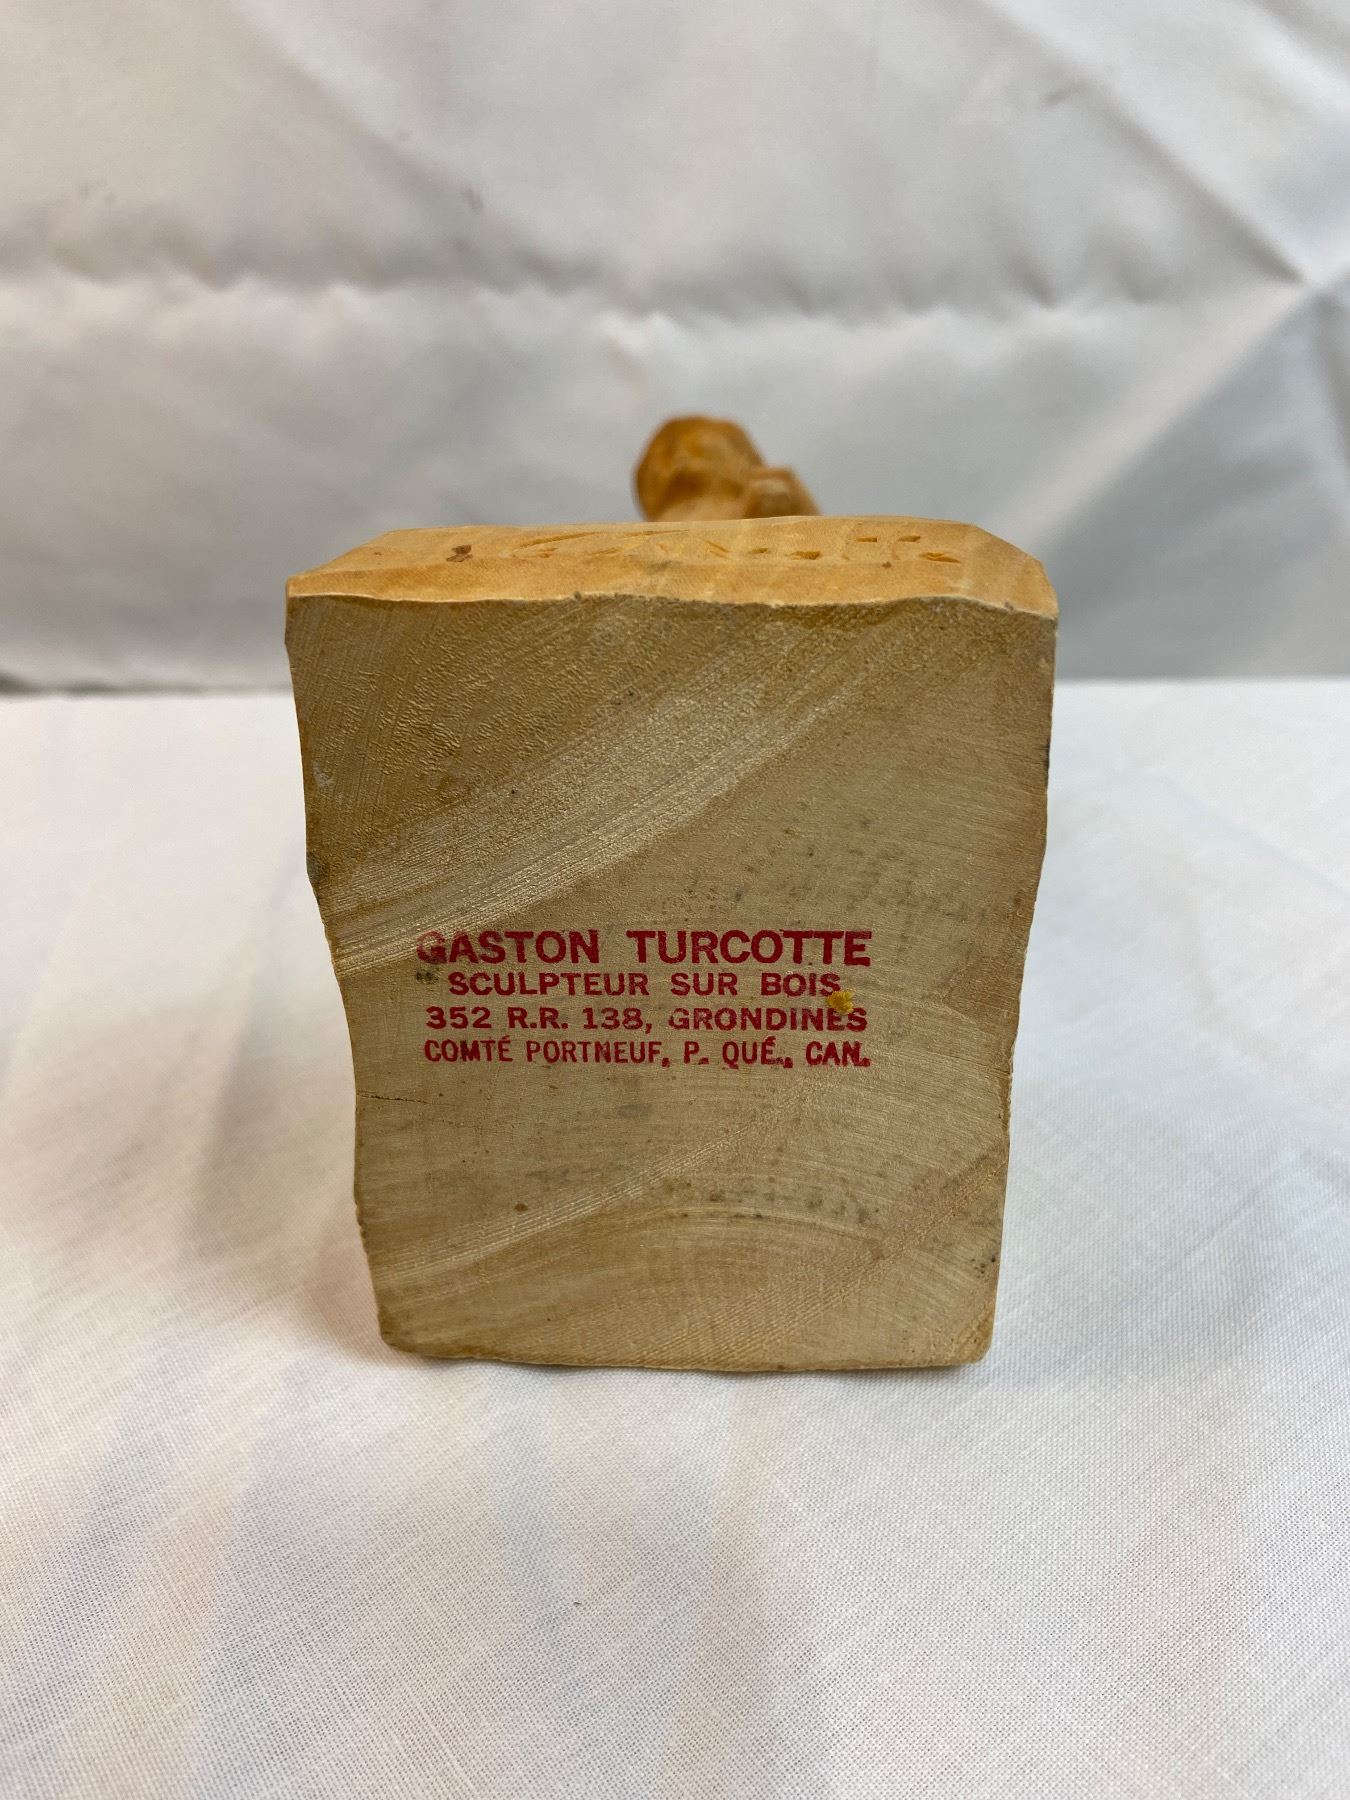 GASTON TURCOTTE
SCULPTEUR SUR BOIS
352 R.R. 138, GRONDINES
COMTÉ PORTNEUF, P. QUÉ., CAN.